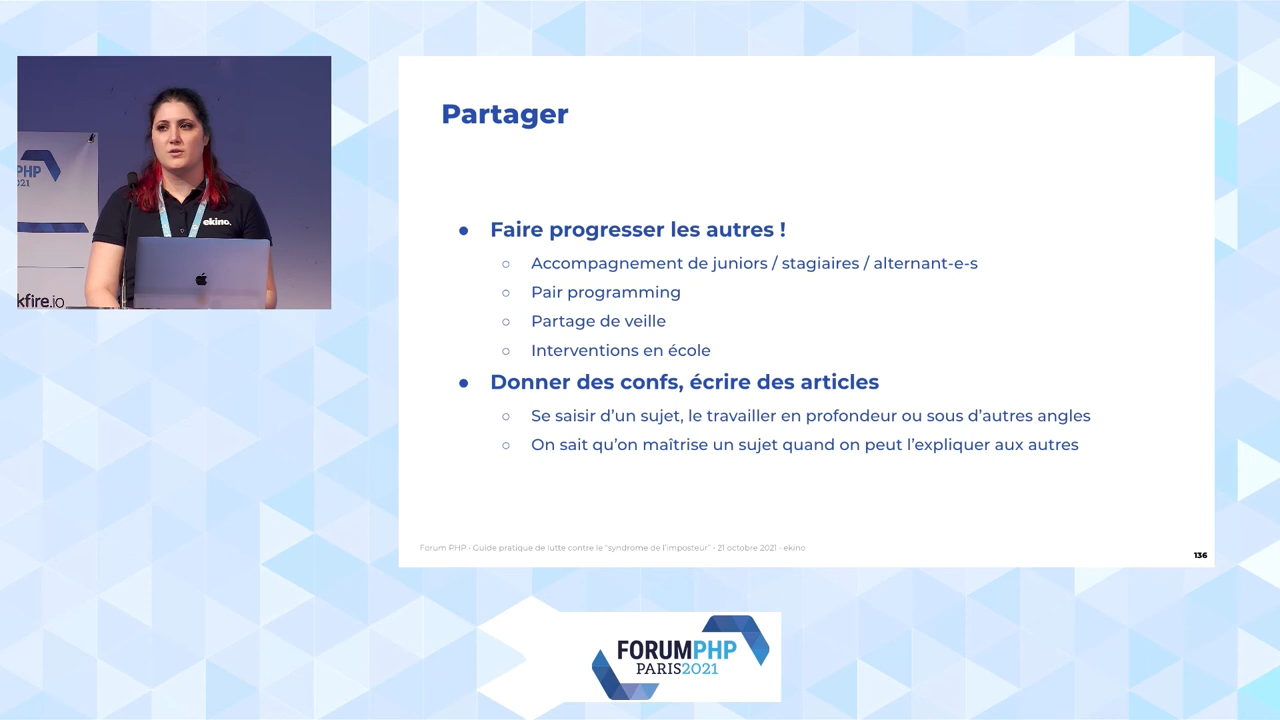 PHP
2021
ekino.
kfire.io
Partager
● Faire progresser les autres !
○ Accompagnement de juniors / stagiaires / alternant-e-s
○ Pair programming
○ Partage de veille
○ Interventions en école
● Donner des confs, écrire des articles
○ Se saisir d’un sujet, le travailler en profondeur ou sous d’autres angles
○ On sait qu’on maîtrise un sujet quand on peut l’expliquer aux autres
Forum PHP - Guide pratique de lutte contre le “syndrome de l’imposteur” - 21 octobre 2021 - ekino
136
FORUMPHP
PARIS2021